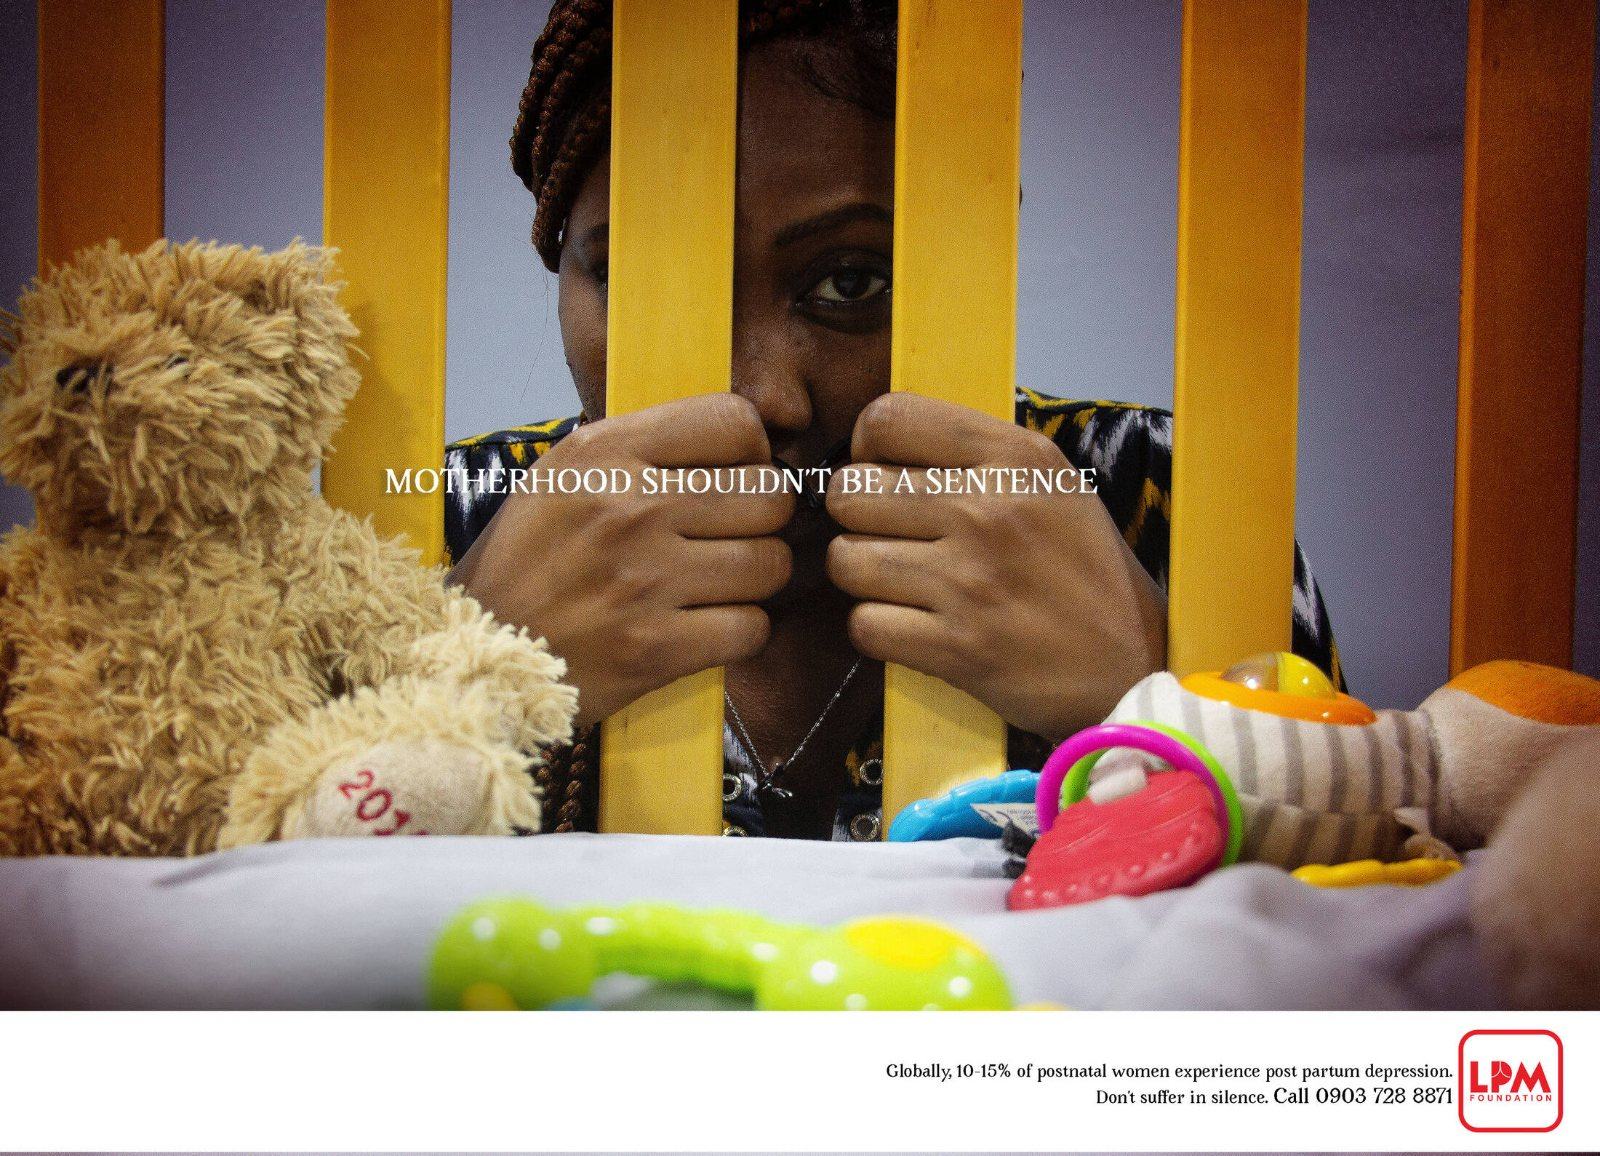 MOTHERHOOD SHOULDN'T BE A SENTENCE
Globally, 10-15% of postnatal women experience post partum depression.
Don't suffer in silence. Call 0903 728 8871
LPM
FOUNDATION